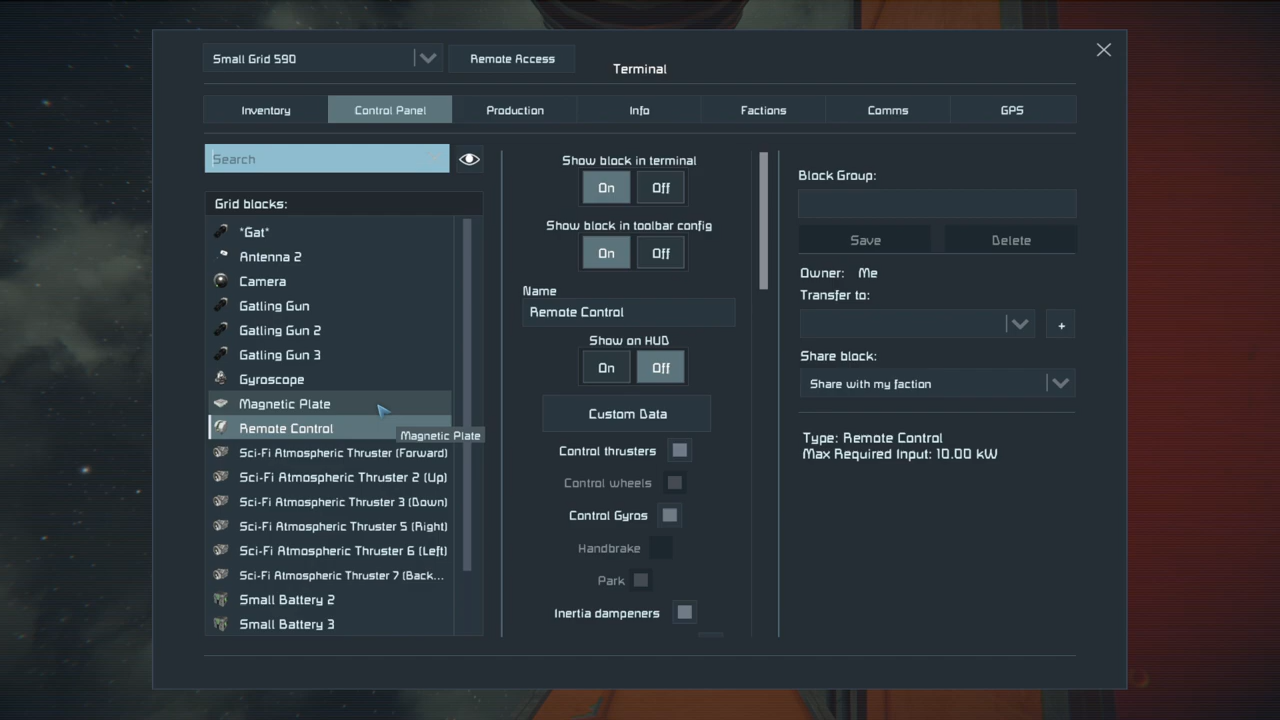 Small Grid 590
Remote Access
Terminal
Inventory
Control Panel
Production
Info
Factions
Comms
GPS
Search
Grid blocks:
*Gat*
Antenna 2
Camera
Gatling Gun
Gatling Gun 2
Gatling Gun 3
Gyroscope
Magnetic Plate
Remote Control
Magnetic Plate
Sci-Fi Atmospheric Thruster (Forward)
Sci-Fi Atmospheric Thruster 2 (Up)
Sci-Fi Atmospheric Thruster 3 (Down)
Sci-Fi Atmospheric Thruster 5 (Right)
Sci-Fi Atmospheric Thruster 6 (Left)
Sci-Fi Atmospheric Thruster 7 (Back...
Small Battery 2
Small Battery 3
Show block in terminal
On Off
Show block in toolbar config
On Off
Name
Remote Control
Show on HUD
On Off
Custom Data
Control thrusters
Control wheels
Control Gyros
Handbrake
Park
Inertia dampeners
Block Group:
Save
Delete
Owner: Me
Transfer to:
+
Share block:
Share with my faction
Type: Remote Control
Max Required Input: 10.00 kW